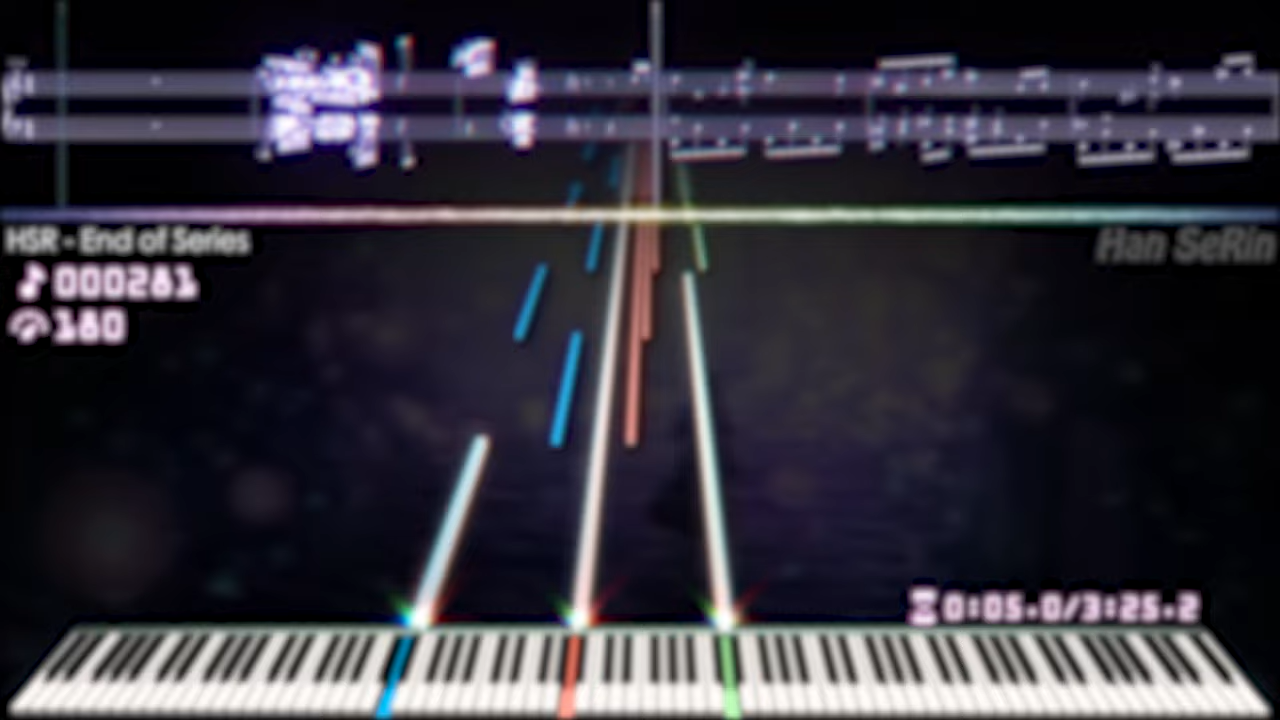 HSR - End of Series
Han SeRin
000281
180
0:05.0/3:25.2